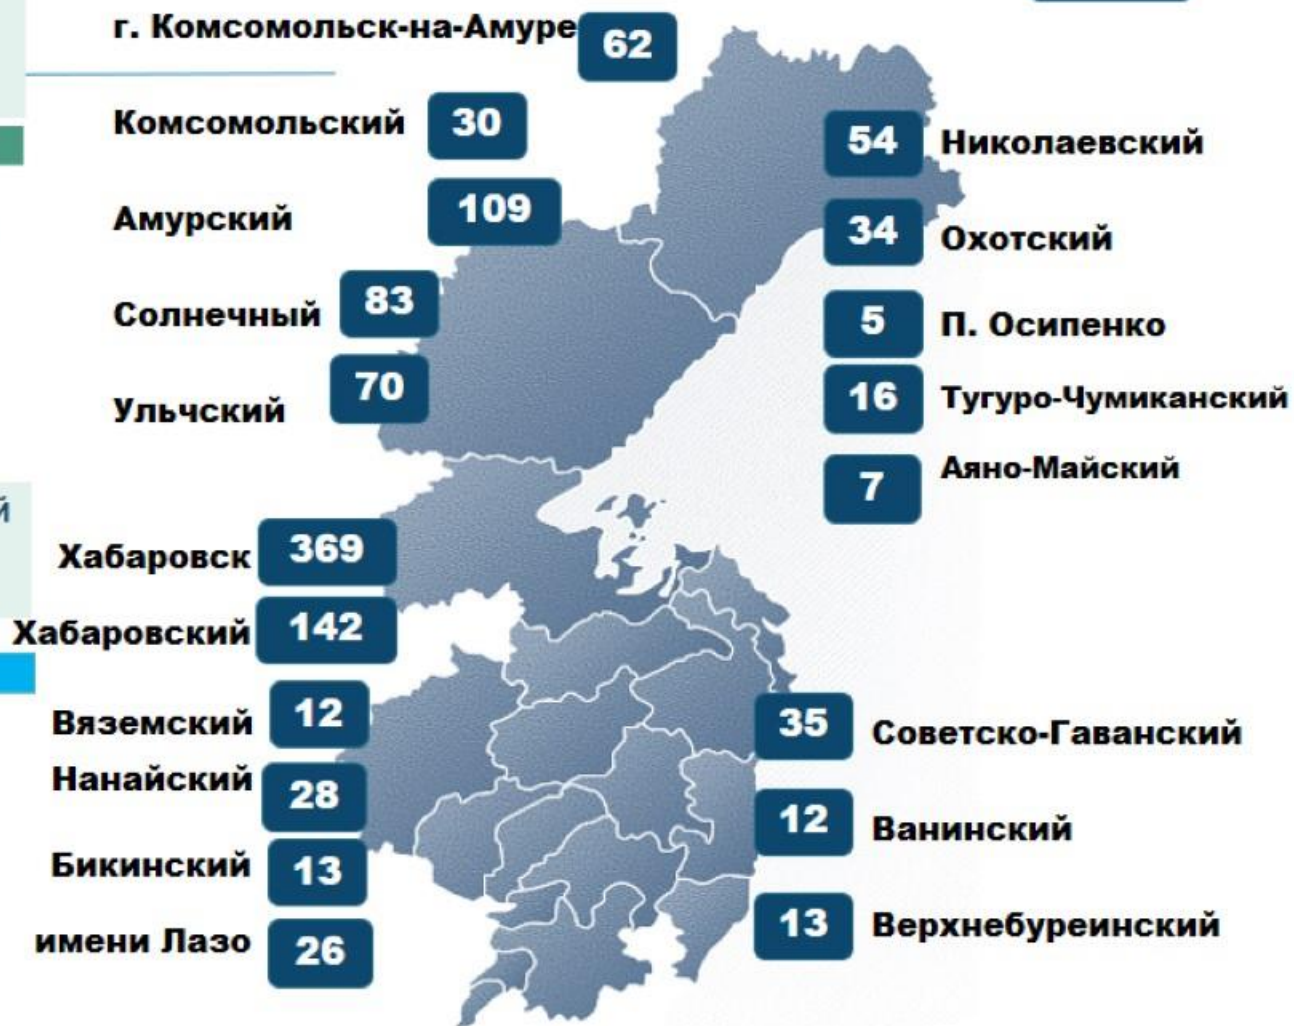 г. Комсомольск-на-Амуре 62
Комсомольский 30
Амурский 109
Солнечный 83
Ульчский 70
54 Николаевский
34 Охотский
5 П. Осипенко
16 Тугуро-Чумиканский
7 Аяно-Майский
й
Хабаровск 369
Хабаровский 142
Вяземский 12
Нанайский 28
Бикинский 13
имени Лазо 26
35 Советско-Гаванский
12 Ванинский
13 Верхнебуреинский